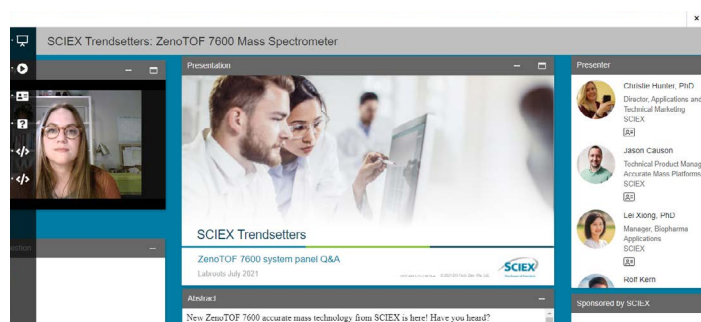 SCIEX Trendsetters: ZenoTOF 7600 Mass Spectrometer
Presentation
SCIEX Trendsetters
ZenoTOF 7600 system panel Q&A
Labroots July 2021
SCIEX
Abstract
New ZenoTOF 7600 accurate mass technology from SCIEX is here! Have you heard?
Presenter
Christie Hunter, PhD
Director, Applications and
Technical Marketing
SCIEX
Jason Causon
Technical Product Manag
Accurate Mass Platforms
SCIEX
Lei Xiong, PhD
Manager, Biopharma
Applications
SCIEX
Rolf Kern
Sponsored by SCIEX